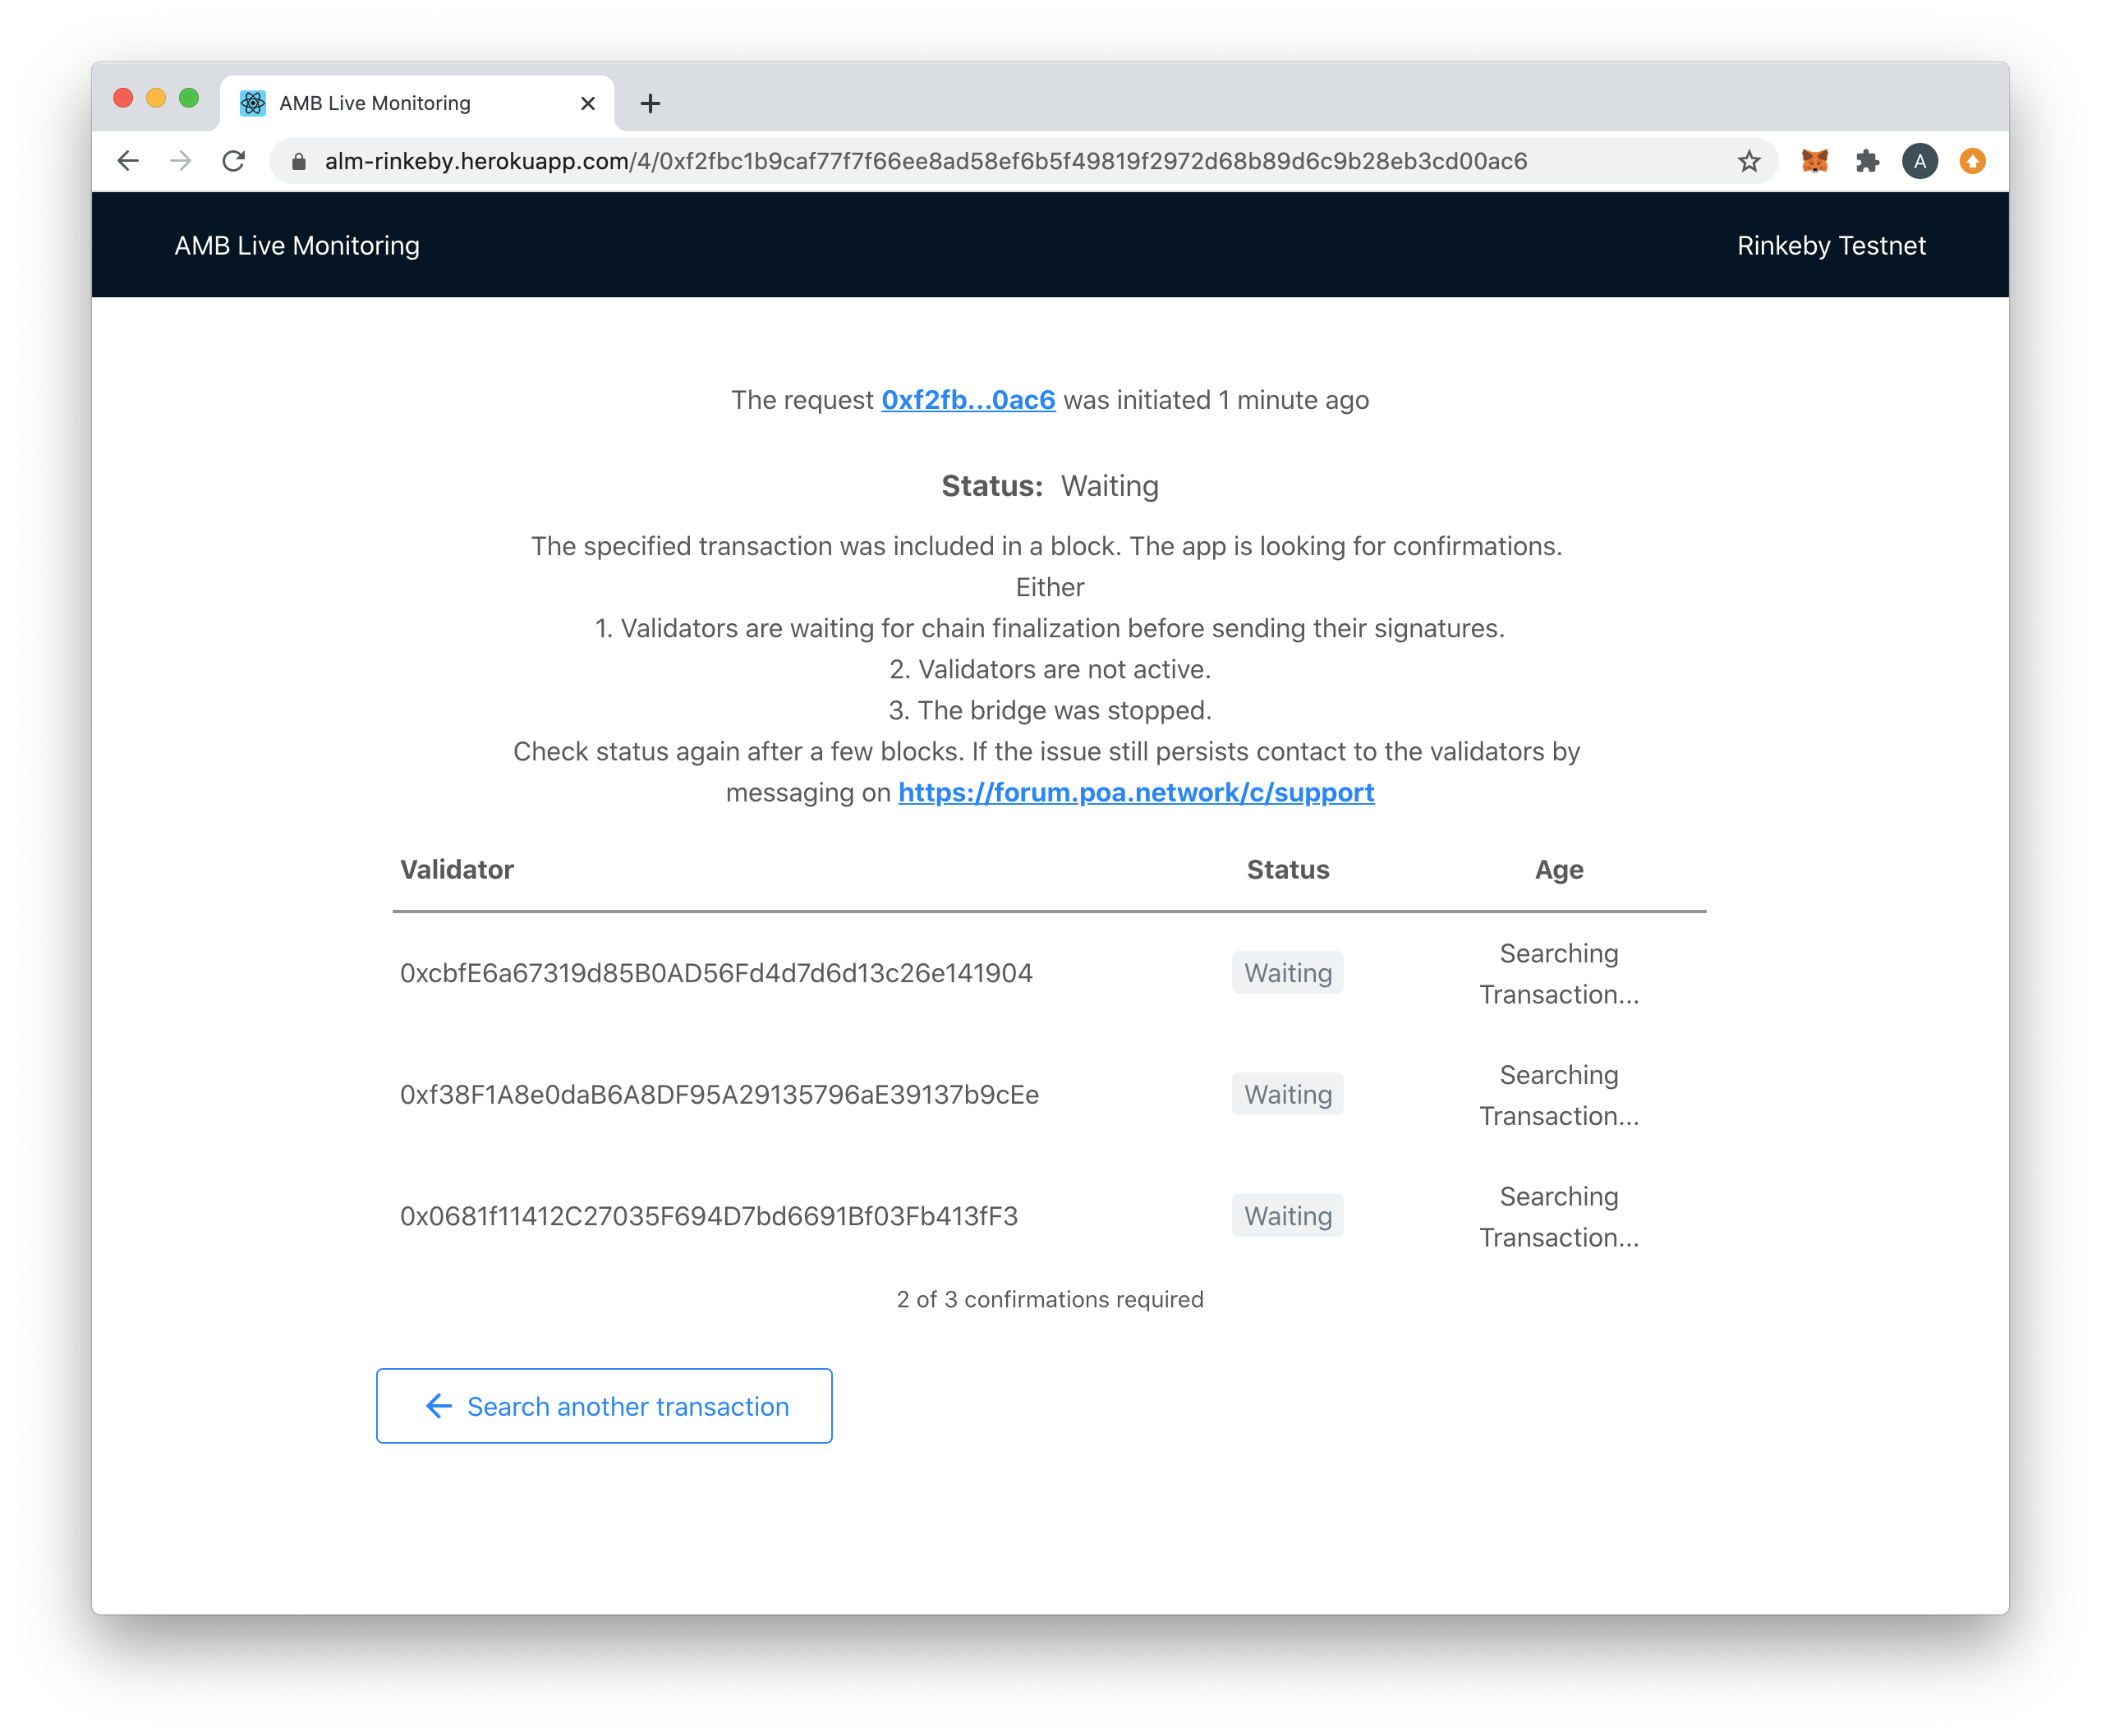 AMB Live Monitoring
alm-rinkeby.herokuapp.com/4/0xf2fbc1b9caf77f7f66ee8ad58ef6b5f49819f2972d68b89d6c9b28eb3cd00ac6
A
AMB Live Monitoring
Rinkeby Testnet
The request 0xf2fb...0ac6 was initiated 1 minute ago
Status: Waiting
The specified transaction was included in a block. The app is looking for confirmations.
Either
1. Validators are waiting for chain finalization before sending their signatures.
2. Validators are not active.
3. The bridge was stopped.
Check status again after a few blocks. If the issue still persists contact to the validators by
messaging on https://forum.poa.network/c/support
Validator Status Age
0xcbfE6a67319d85B0AD56Fd4d7d6d13c26e141904 Waiting Searching
Transaction...
0xf38F1A8e0daB6A8DF95A29135796aE39137b9cEe Waiting Searching
Transaction...
0x0681f11412C27035F694D7bd6691Bf03Fb413fF3 Waiting Searching
Transaction...
2 of 3 confirmations required
Search another transaction